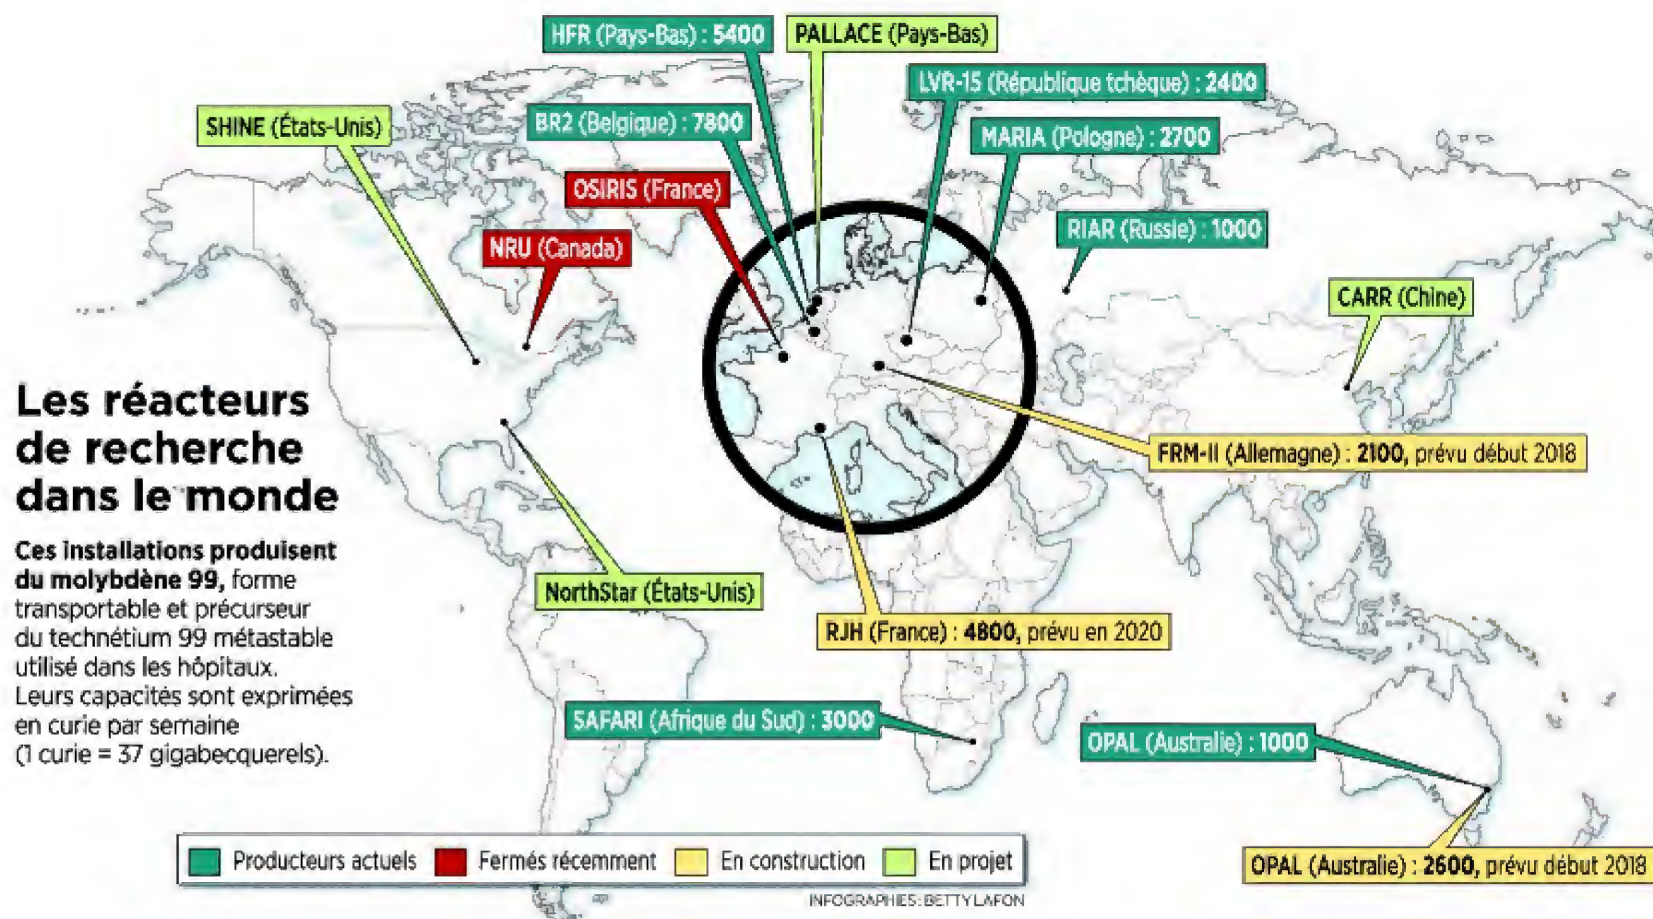 HFR (Pays-Bas) : 5400
PALLACE (Pays-Bas)
LVR-15 (République tchèque) : 2400
SHINE (États-Unis)
BR2 (Belgique) : 7800
MARIA (Pologne) : 2700
OSIRIS (France)
RIAR (Russie) : 1000
NRU (Canada)
CARR (Chine)
Les réacteurs
de recherche
dans le monde
Ces installations produisent
du molybdène 99, forme
transportable et précurseur
du technétium 99 métastable
utilisé dans les hôpitaux.
Leurs capacités sont exprimées
en curie par semaine
(1 curie = 37 gigabecquerels).
FRM-II (Allemagne) : 2100, prévu début 2018
NorthStar (États-Unis)
RJH (France) : 4800, prévu en 2020
SAFARI (Afrique du Sud) : 3000
OPAL (Australie) : 1000
OPAL (Australie) : 2600, prévu début 2018
Producteurs actuels
Fermés récemment
En construction
En projet
INFOGRAPHIES : BETTY LAFON